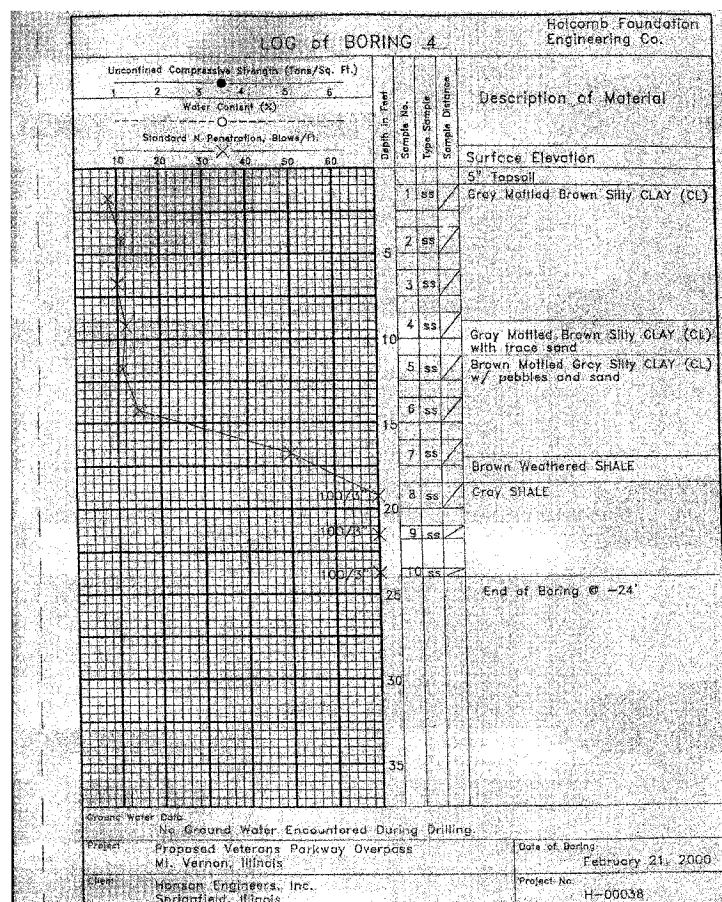 Holcomb Foundation
Engineering Co.
LOG of BORING 4
Unconfined Compressive Strength (Tons/Sq. Ft.)
1 2 3 4 5 6
Water Content (%)
Standard N Penetration, Blows/ft.
10 20 30 40 50 60
Depth in Feet
Sample No.
Type Sample
Sample Distance
Description of Material
Surface Elevation
5" Topsoil
1 ss Gray Mottled Brown Silty CLAY (CL)
2 ss
5
3 ss
4 ss
10
Gray Mottled Brown Silty CLAY (CL)
with trace sand
5 ss Brown Mottled Grey Silty CLAY (CL)
w/ pebbles and sand
6 ss
15
7 ss
Brown Weathered SHALE
100/3" 8 ss Gray SHALE
20
100/3" 9 ss
100/3" 10 ss
25
End of Boring @ -24'
30
35
Ground Water Data
No Ground Water Encountered During Drilling.
Project
Proposed Veterans Parkway Overpass
Mt. Vernon, Illinois
Date of Boring
February 21, 2000
Client
Hanson Engineers, Inc.
Springfield, Illinois
Project No.
H-00038